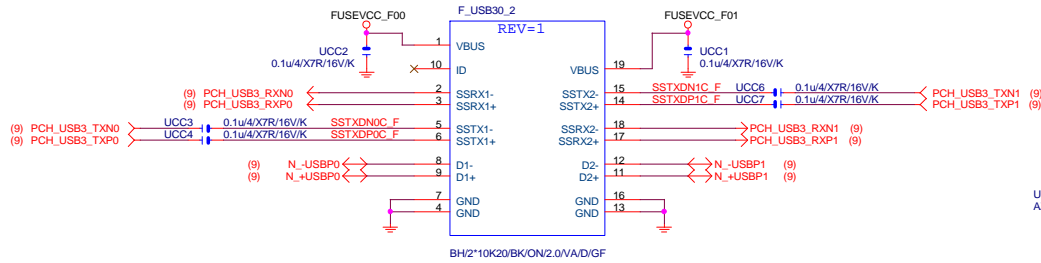 F_USB30_2
FUSEVCC_F00
FUSEVCC_F01
REV=1
1 VBUS
UCC2
0.1u/4/X7R/16V/K
UCC1
0.1u/4/X7R/16V/K
10 ID
VBUS 19
(9) PCH_USB3_RXN0 2 SSRX1-
(9) PCH_USB3_RXP0 3 SSRX1+
SSTX2- 15 SSTXDN1C_F UCC6 0.1u/4/X7R/16V/K PCH_USB3_TXN1 (9)
SSTX2+ 14 SSTXDP1C_F UCC7 0.1u/4/X7R/16V/K PCH_USB3_TXP1 (9)
(9) PCH_USB3_TXN0 UCC3 0.1u/4/X7R/16V/K SSTXDN0C_F 5 SSTX1-
(9) PCH_USB3_TXP0 UCC4 0.1u/4/X7R/16V/K SSTXDP0C_F 6 SSTX1+
SSRX2- 18 PCH_USB3_RXN1 (9)
SSRX2+ 17 PCH_USB3_RXP1 (9)
(9) N_-USBP0 8 D1-
(9) N_+USBP0 9 D1+
D2- 12 N_-USBP1 (9)
D2+ 11 N_+USBP1 (9)
7 GND
4 GND
GND 16
GND 13
U
A
BH/2*10K20/BK/ON/2.0/VA/D/GF